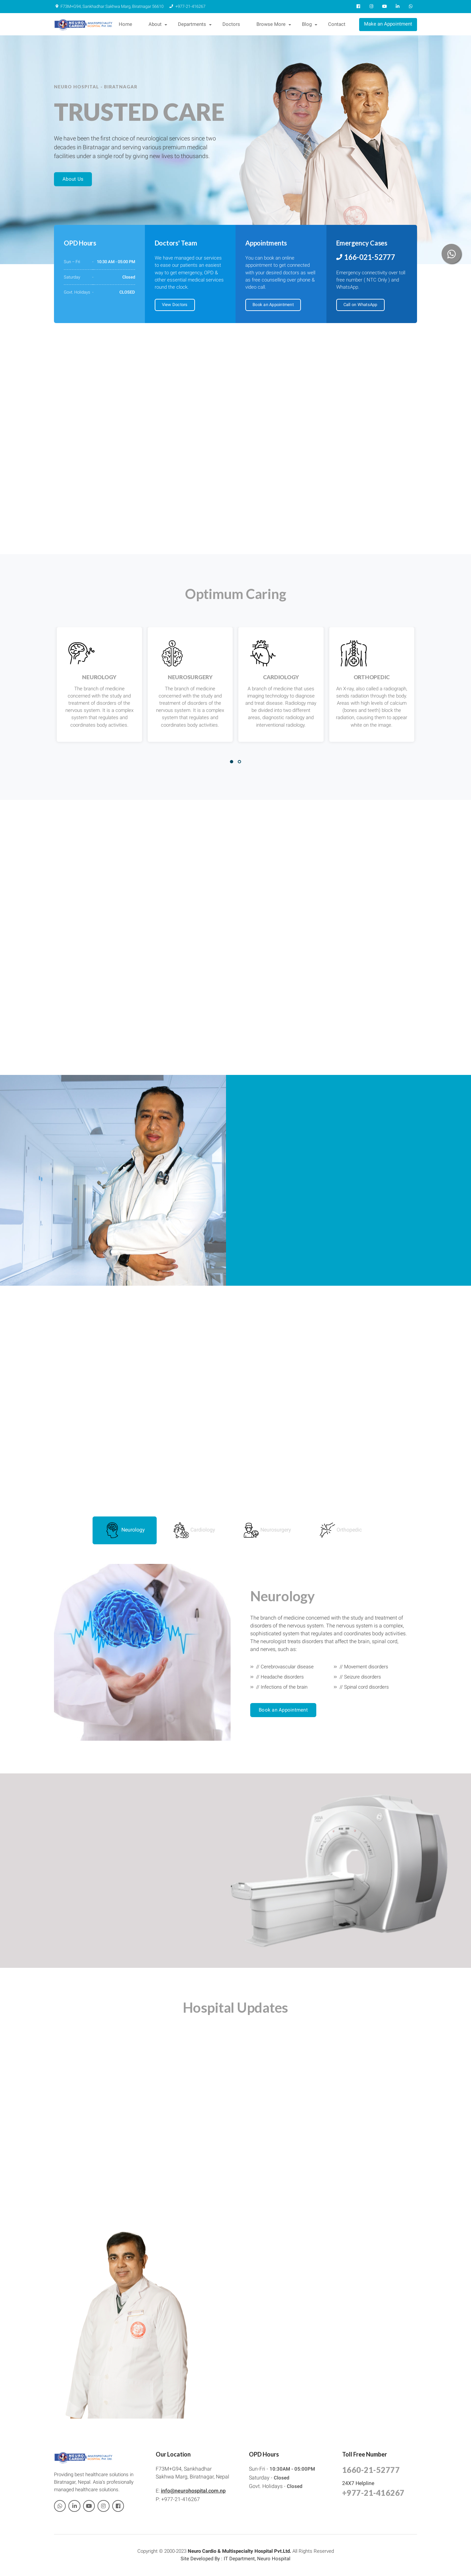 F73M+G94, Sankhadhar Sakhwa Marg, Biratnagar 56613
+977-21-416267
NEURO CARDIO
Home
About
Departments
Doctors
Browse More
Blog
Contact
Make an Appointment
NEURO HOSPITAL - BIRATNAGAR
TRUSTED CARE
We have been the first choice of neurological services since two
decades in Biratnagar and serving various premium medical
facilities under a single roof by giving new lives to thousands.
About Us
OPD Hours
Sun - Fri
10:30 AM - 05:00 PM
Saturday
Closed
Govt. Holidays
CLOSED
Doctors' Team
We have managed our services
to ease our patients an easiest
way to get emergency, OPD &
other essential medical services
round the clock.
View Doctors
Appointments
You can book an online
appointment to get connected
with your desired doctors as well
as free counselling over phone &
video call.
Book an Appointment
Emergency Cases
166-021-52777
Emergency connectivity over toll
free number ( NTC Only ) and
WhatsApp.
Call on WhatsApp
Optimum Caring
NEUROLOGY
The branch of medicine
concerned with the study and
treatment of disorders of the
nervous system. It is a complex
system that regulates and
coordinates body activities.
NEUROSURGERY
The branch of medicine
concerned with the study and
treatment of disorders of the
nervous system. It is a complex
system that regulates and
coordinates body activities.
CARDIOLOGY
A branch of medicine that uses
imaging technology to diagnose
and treat disease. Radiology may
be divided into two different
areas, diagnostic radiology and
interventional radiology.
ORTHOPEDIC
An X-ray, also called a radiograph,
sends radiation through the body.
Areas with high levels of calcium
(bones and teeth) block the
radiation, causing them to appear
white on the image.
Neurology
Cardiology
Neurosurgery
Orthopedic
Neurology
The branch of medicine concerned with the study and treatment of
disorders of the nervous system. The nervous system is a complex,
sophisticated system that regulates and coordinates body activities.
The neurologist treats disorders that affect the brain, spinal cord,
and nerves, such as:
// Cerebrovascular disease
// Movement disorders
// Headache disorders
// Seizure disorders
// Infections of the brain
// Spinal cord disorders
Book an Appointment
Hospital Updates
NEURO CARDIO
Providing best healthcare solutions in
Biratnagar, Nepal. Asia's professionally
managed healthcare solutions.
Our Location
F73M+G94, Sankhadhar
Sakhwa Marg, Biratnagar, Nepal
E: info@neurohospital.com.np
P: +977-21-416267
OPD Hours
Sun-Fri - 10:30AM - 05:00PM
Saturday - Closed
Govt. Holidays - Closed
Toll Free Number
1660-21-52777
24X7 Helpline
+977-21-416267
Copyright © 2000-2023 Neuro Cardio & Multispecialty Hospital Pvt.Ltd. All Rights Reserved
Site Developed By : IT Department, Neuro Hospital